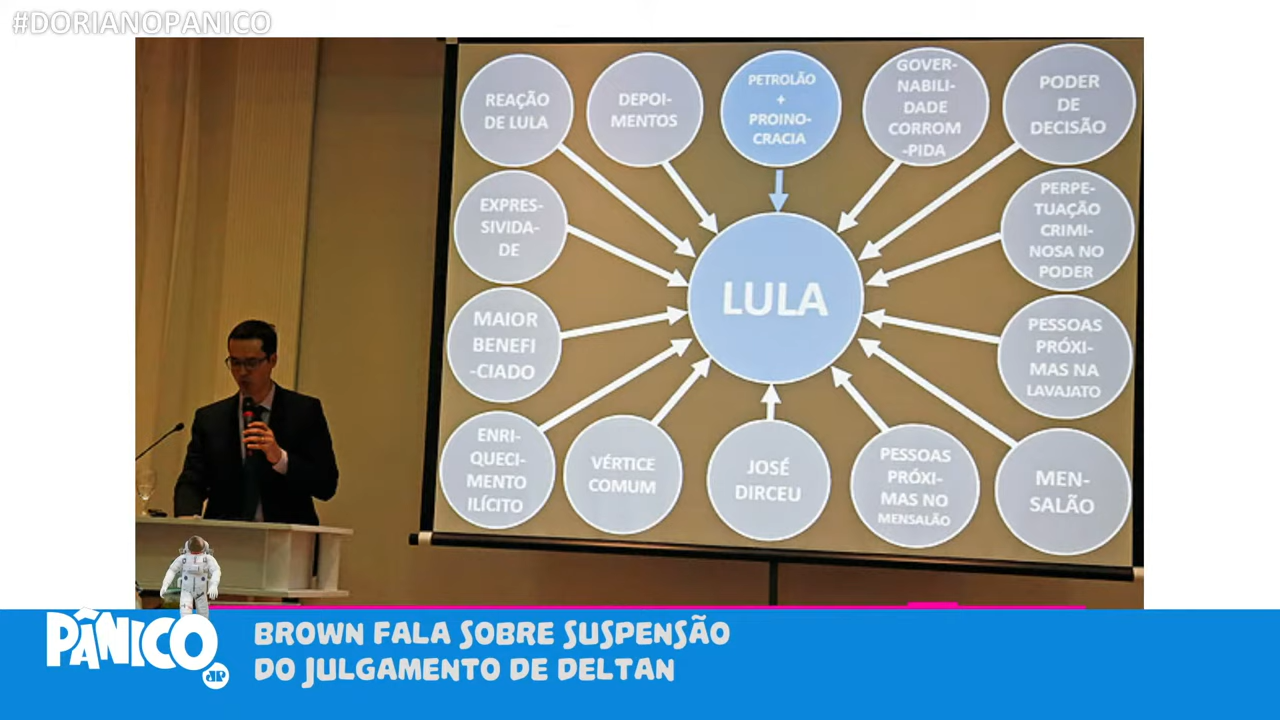 #DORIANOPANICO
REAÇÃO
DE LULA
DEPOI-
MENTOS
PETROLÃO
+
PROINO-
CRACIA
GOVER-
NABILI-
DADE
CORROM
-PIDA
PODER
DE
DECISÃO
EXPRES-
SIVIDA-
DE
PERPE-
TUAÇÃO
CRIMI-
NOSA NO
PODER
LULA
MAIOR
BENEFI
-CIADO
PESSOAS
PRÓXI-
MAS NA
LAVAJATO
ENRI-
QUECI-
MENTO
ILÍCITO
VÉRTICE
COMUM
JOSÉ
DIRCEU
PESSOAS
PRÓXI-
MAS NO
MENSALÃO
MEN-
SALÃO
PÂNICO
JP
BROWN FALA SOBRE SUSPENSÃO
DO JULGAMENTO DE DELTAN